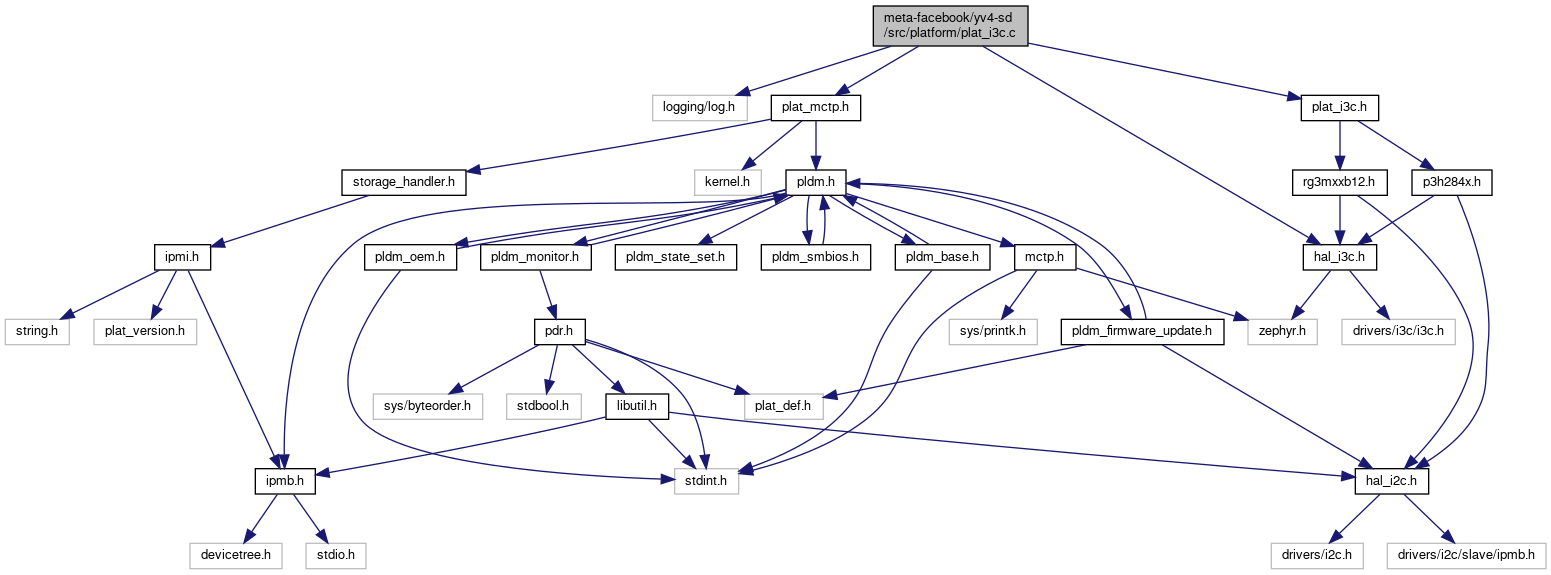 meta-facebook/yv4-sd
/src/platform/plat_i3c.c
logging/log.h
plat_mctp.h
plat_i3c.h
storage_handler.h
kernel.h
pldm.h
rg3mxxb12.h
p3h284x.h
ipmi.h
pldm_oem.h
pldm_monitor.h
pldm_state_set.h
pldm_smbios.h
pldm_base.h
mctp.h
hal_i3c.h
string.h
plat_version.h
pdr.h
sys/printk.h
pldm_firmware_update.h
zephyr.h
drivers/i3c/i3c.h
sys/byteorder.h
stdbool.h
libutil.h
plat_def.h
ipmb.h
stdint.h
hal_i2c.h
devicetree.h
stdio.h
drivers/i2c.h
drivers/i2c/slave/ipmb.h